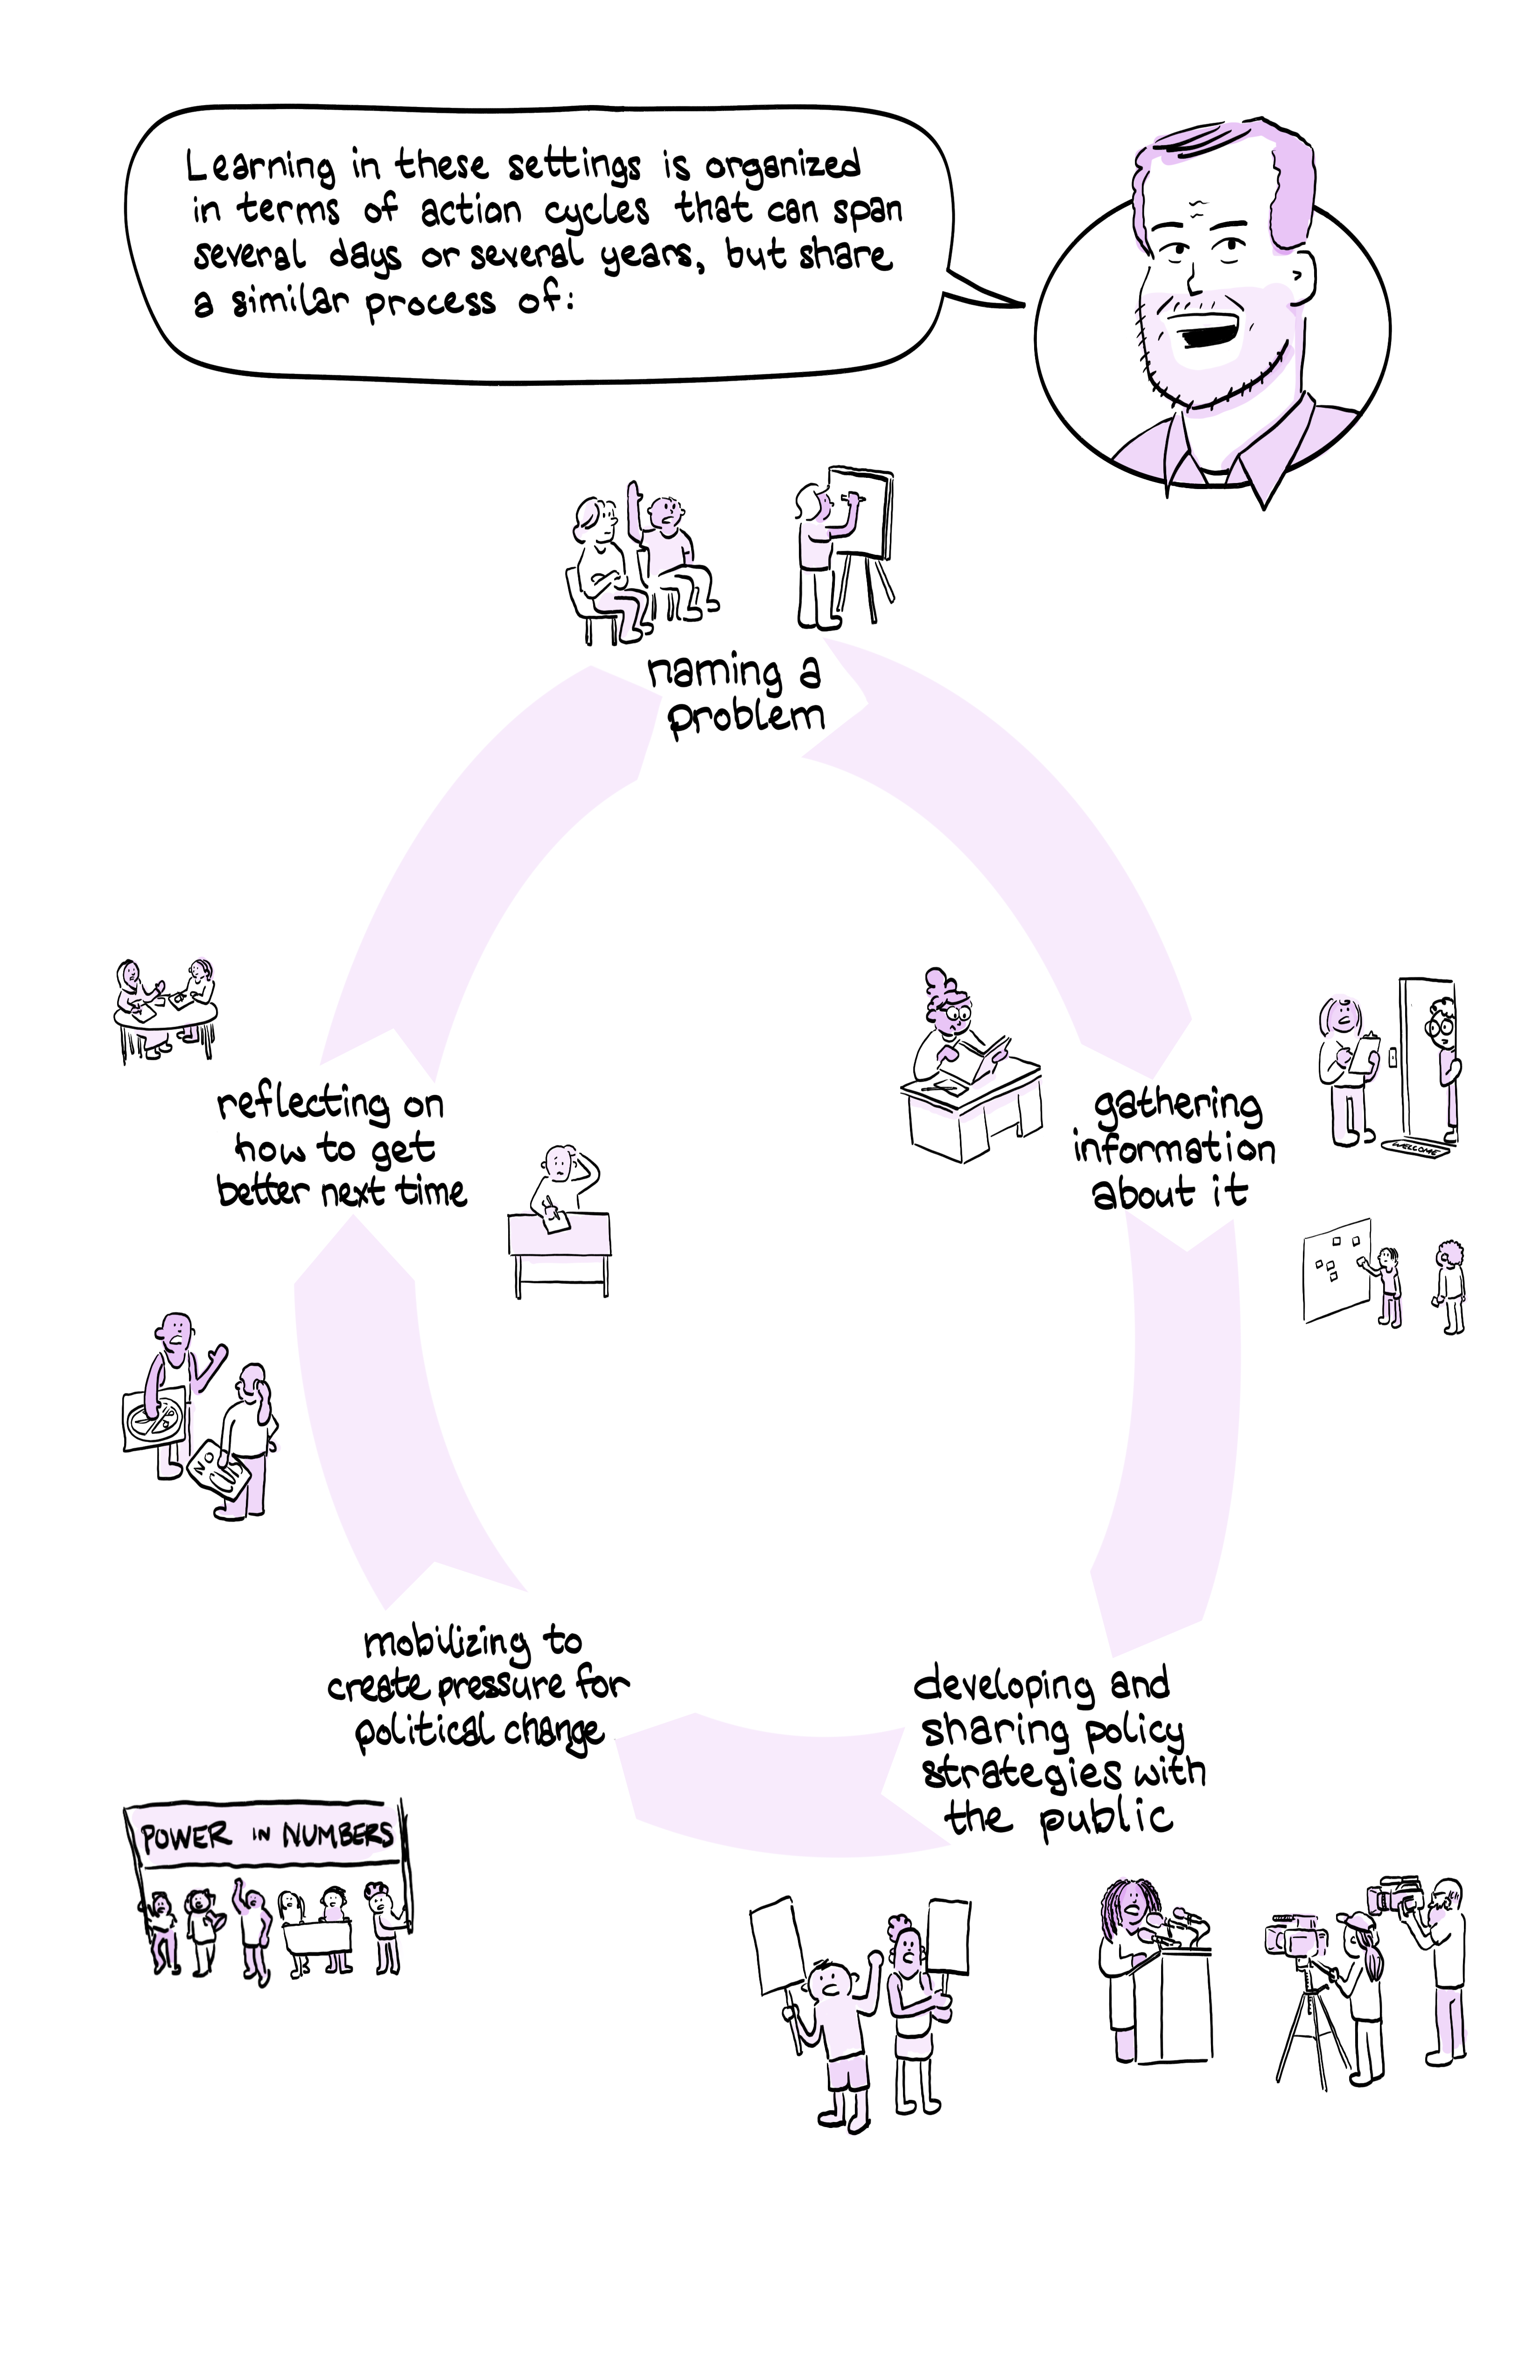 Learning in these settings is organized
in terms of action cycles that can span
several days or several years, but share
a similar process of:
naming a
problem
gathering
information
about it
WELCOME
developing and
sharing policy
strategies with
the public
mobilizing to
create pressure for
political change
POWER IN NUMBERS
reflecting on
how to get
better next time
NO